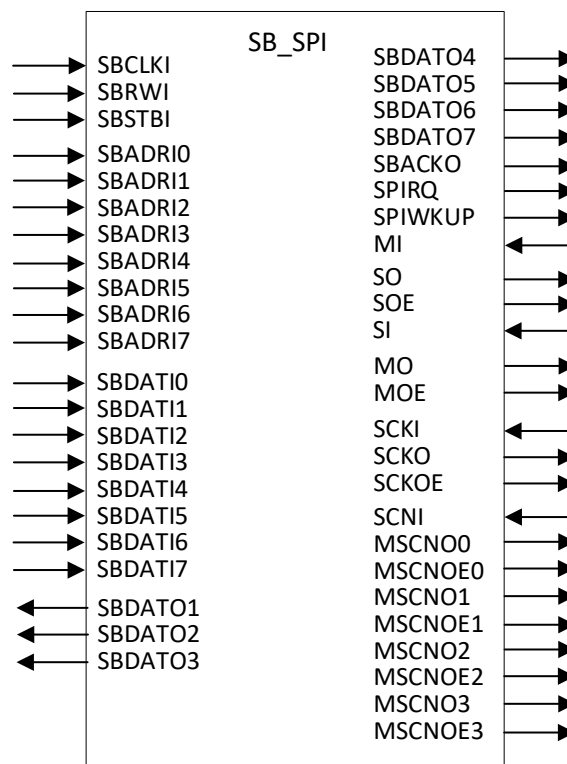 SB_SPI
SBCLKI
SBRWI
SBSTBI
SBADRI0
SBADRI1
SBADRI2
SBADRI3
SBADRI4
SBADRI5
SBADRI6
SBADRI7
SBDATI0
SBDATI1
SBDATI2
SBDATI3
SBDATI4
SBDATI5
SBDATI6
SBDATI7
SBDATO1
SBDATO2
SBDATO3
SBDATO4
SBDATO5
SBDATO6
SBDATO7
SBACKO
SPIRQ
SPIWKUP
MI
SO
SOE
SI
MO
MOE
SCKI
SCKO
SCKOE
SCNI
MSCNO0
MSCNOE0
MSCNO1
MSCNOE1
MSCNO2
MSCNOE2
MSCNO3
MSCNOE3